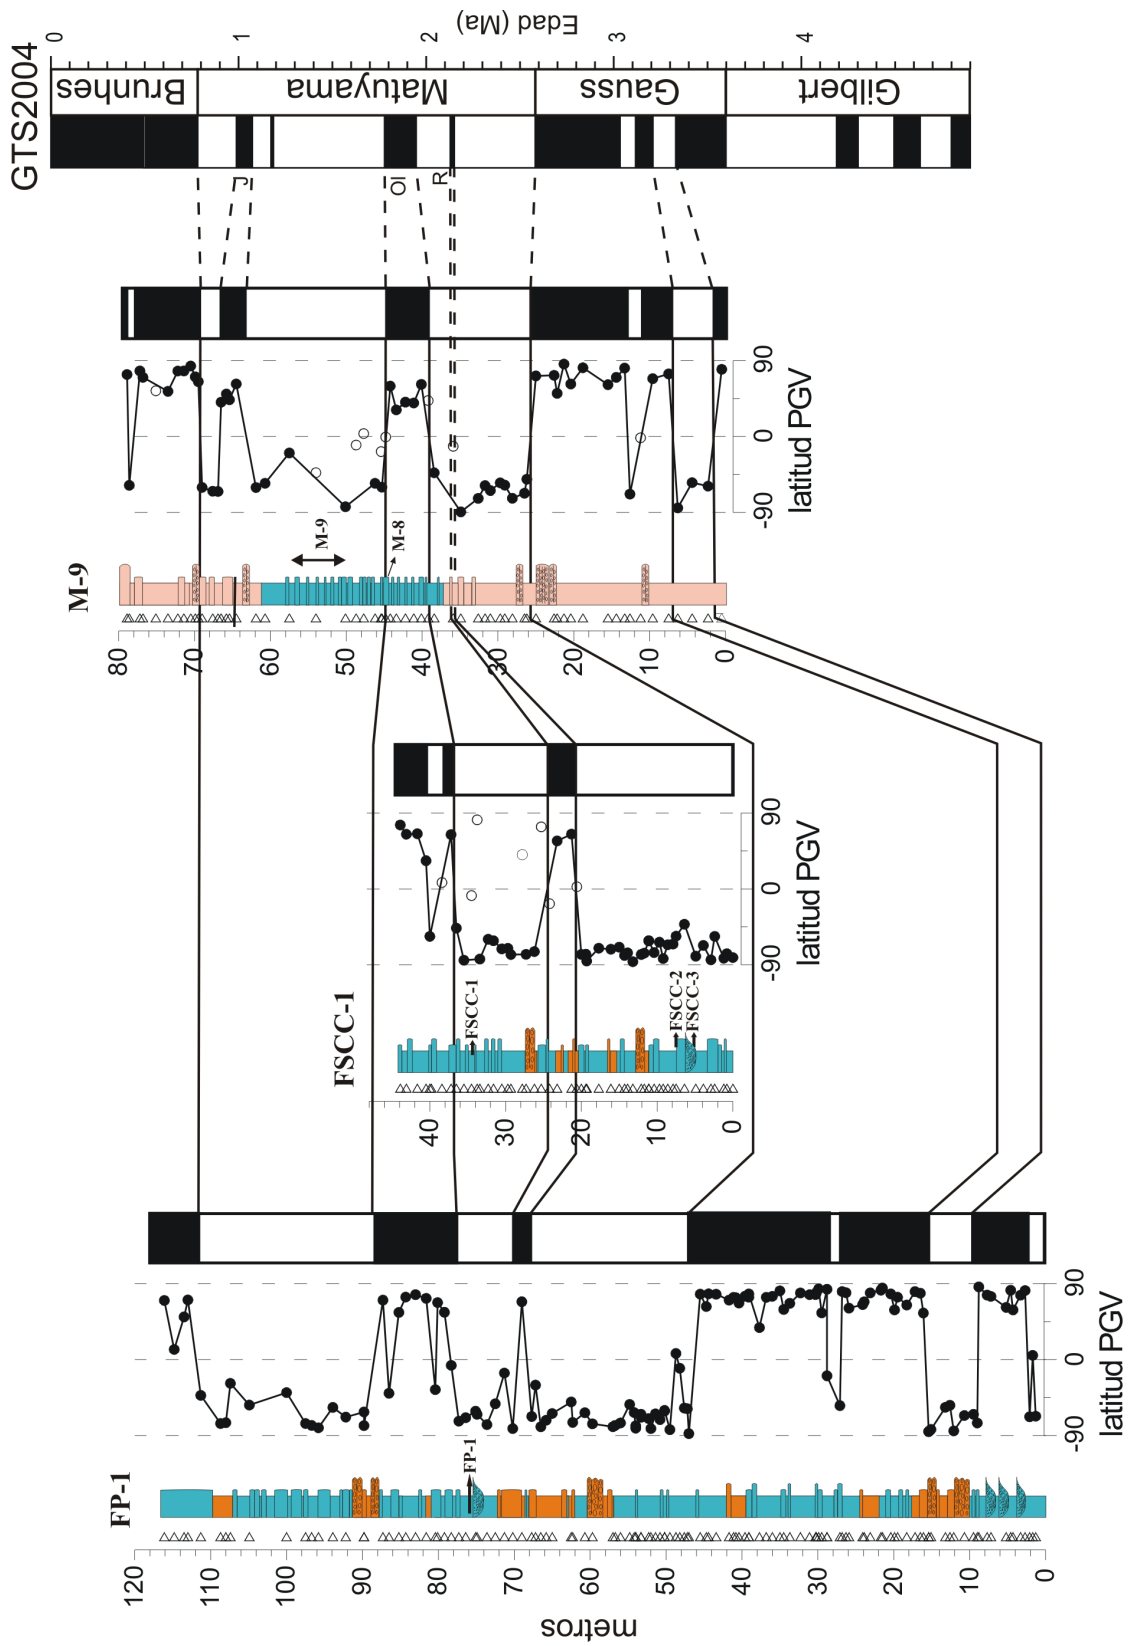 GTS2004
0
1
2
3
4
Edad (Ma)
Brunhes
Matuyama
Gauss
Gilbert
J
Ol
R
M-9
M-9
M-8
80
70
60
50
40
30
20
10
0
-90
0
90
latitud PGV
FSCC-1
FSCC-1
FSCC-2
FSCC-3
40
30
20
10
0
-90
0
90
latitud PGV
FP-1
FP-1
120
110
100
90
80
70
60
50
40
30
20
10
0
metros
-90
0
90
latitud PGV